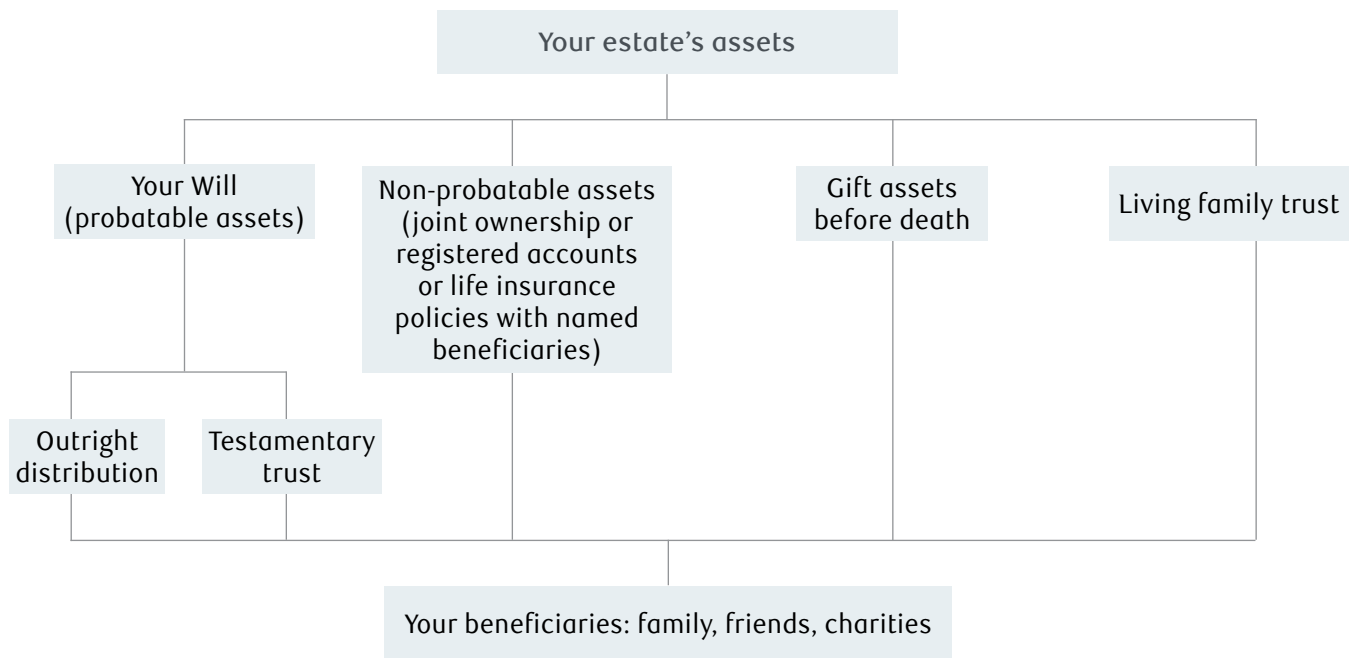 Your estate’s assets
Your Will
(probatable assets)
Non-probatable assets
(joint ownership or
registered accounts
or life insurance
policies with named
beneficiaries)
Gift assets
before death
Living family trust
Outright
distribution
Testamentary
trust
Your beneficiaries: family, friends, charities